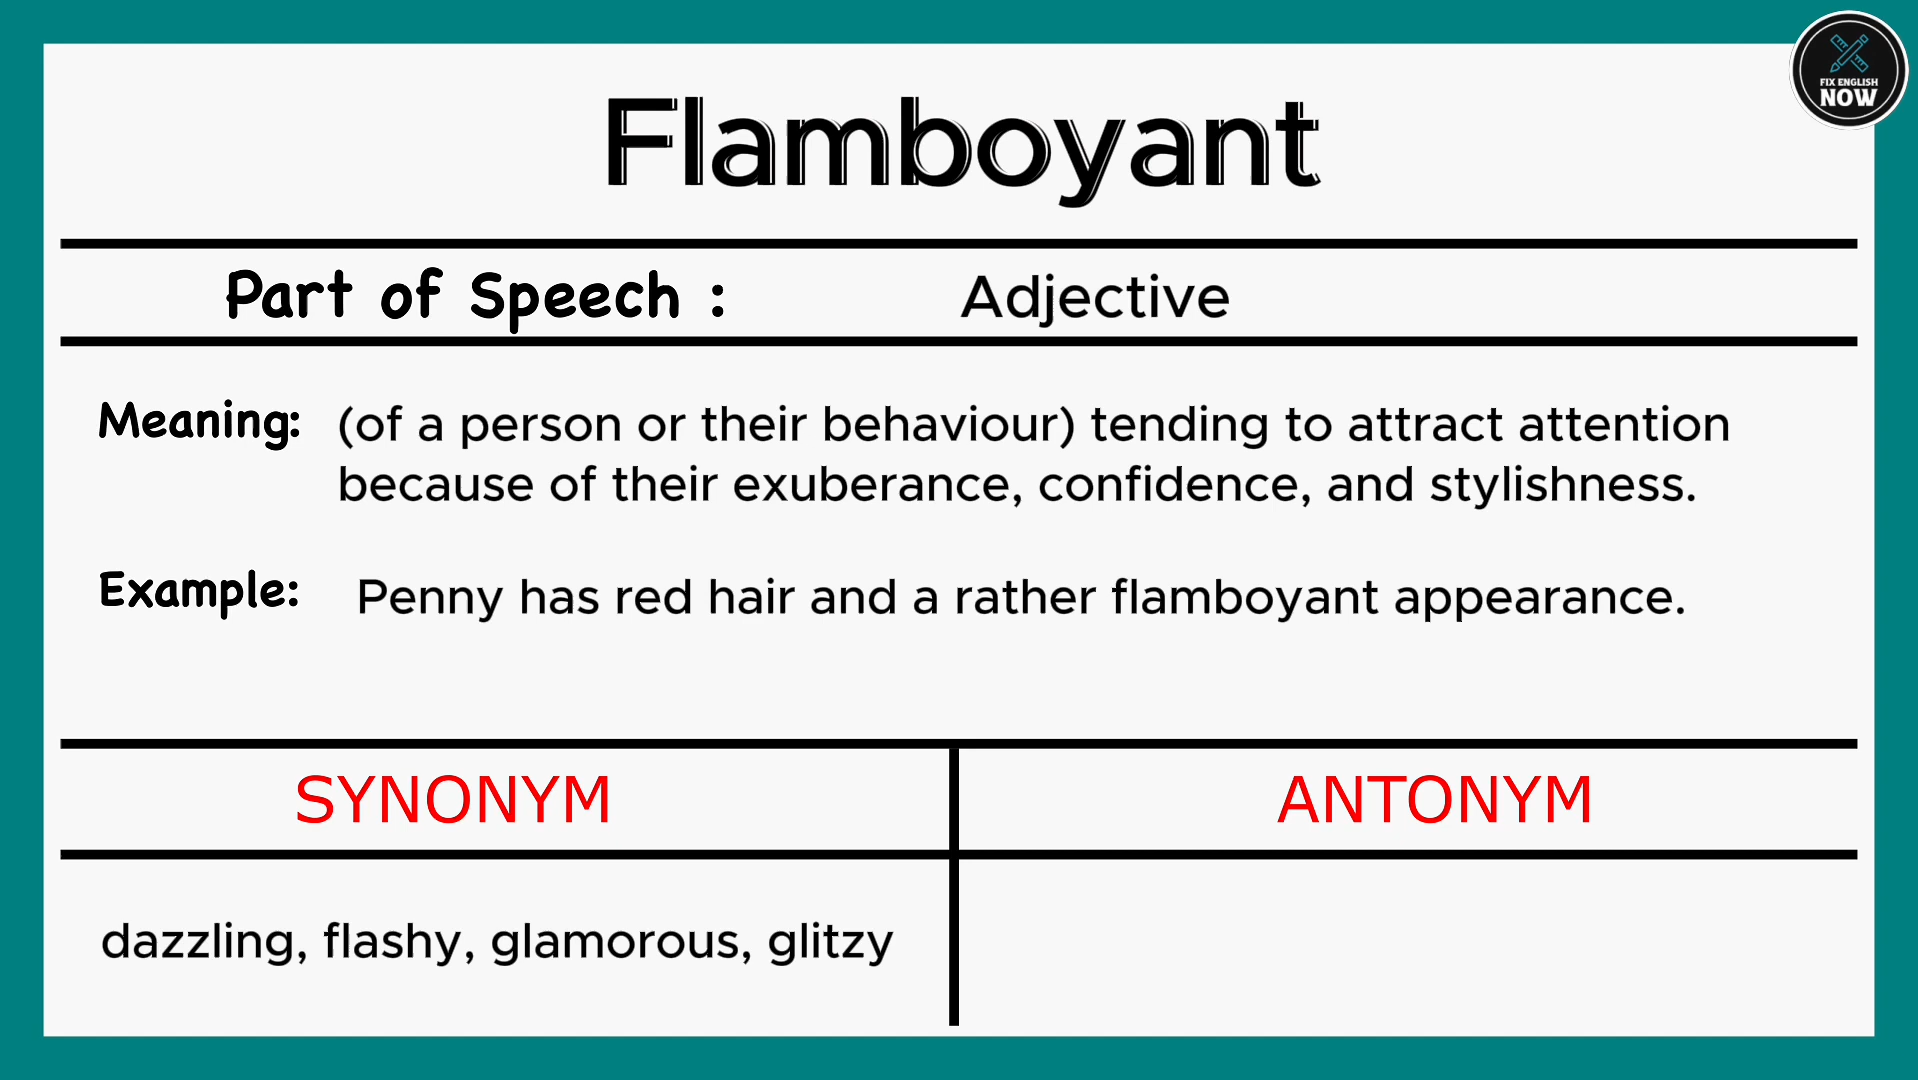 FIX ENGLISH
NOW
Flamboyant
Part of Speech : Adjective
Meaning: (of a person or their behaviour) tending to attract attention
because of their exuberance, confidence, and stylishness.
Example: Penny has red hair and a rather flamboyant appearance.
SYNONYM ANTONYM
dazzling, flashy, glamorous, glitzy